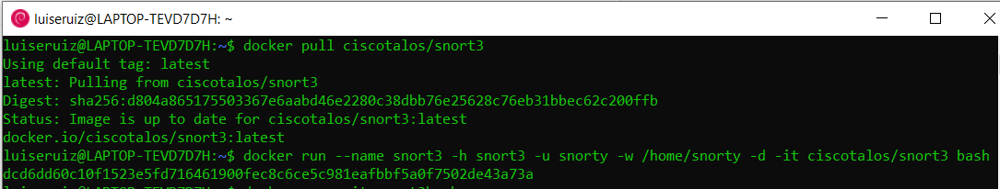 luiseruiz@LAPTOP-TEVD7D7H: ~
luiseruiz@LAPTOP-TEVD7D7H:~$ docker pull ciscotalos/snort3
Using default tag: latest
latest: Pulling from ciscotalos/snort3
Digest: sha256:d804a865175503367e6aabd46e2280c38dbb76e25628c76eb31bbec62c200ffb
Status: Image is up to date for ciscotalos/snort3:latest
docker.io/ciscotalos/snort3:latest
luiseruiz@LAPTOP-TEVD7D7H:~$ docker run --name snort3 -h snort3 -u snorty -w /home/snorty -d -it ciscotalos/snort3 bash
dcd6dd60c10f1523e5fd716461900fec8c6ce5c981eafbbf5a0f7502de43a73a